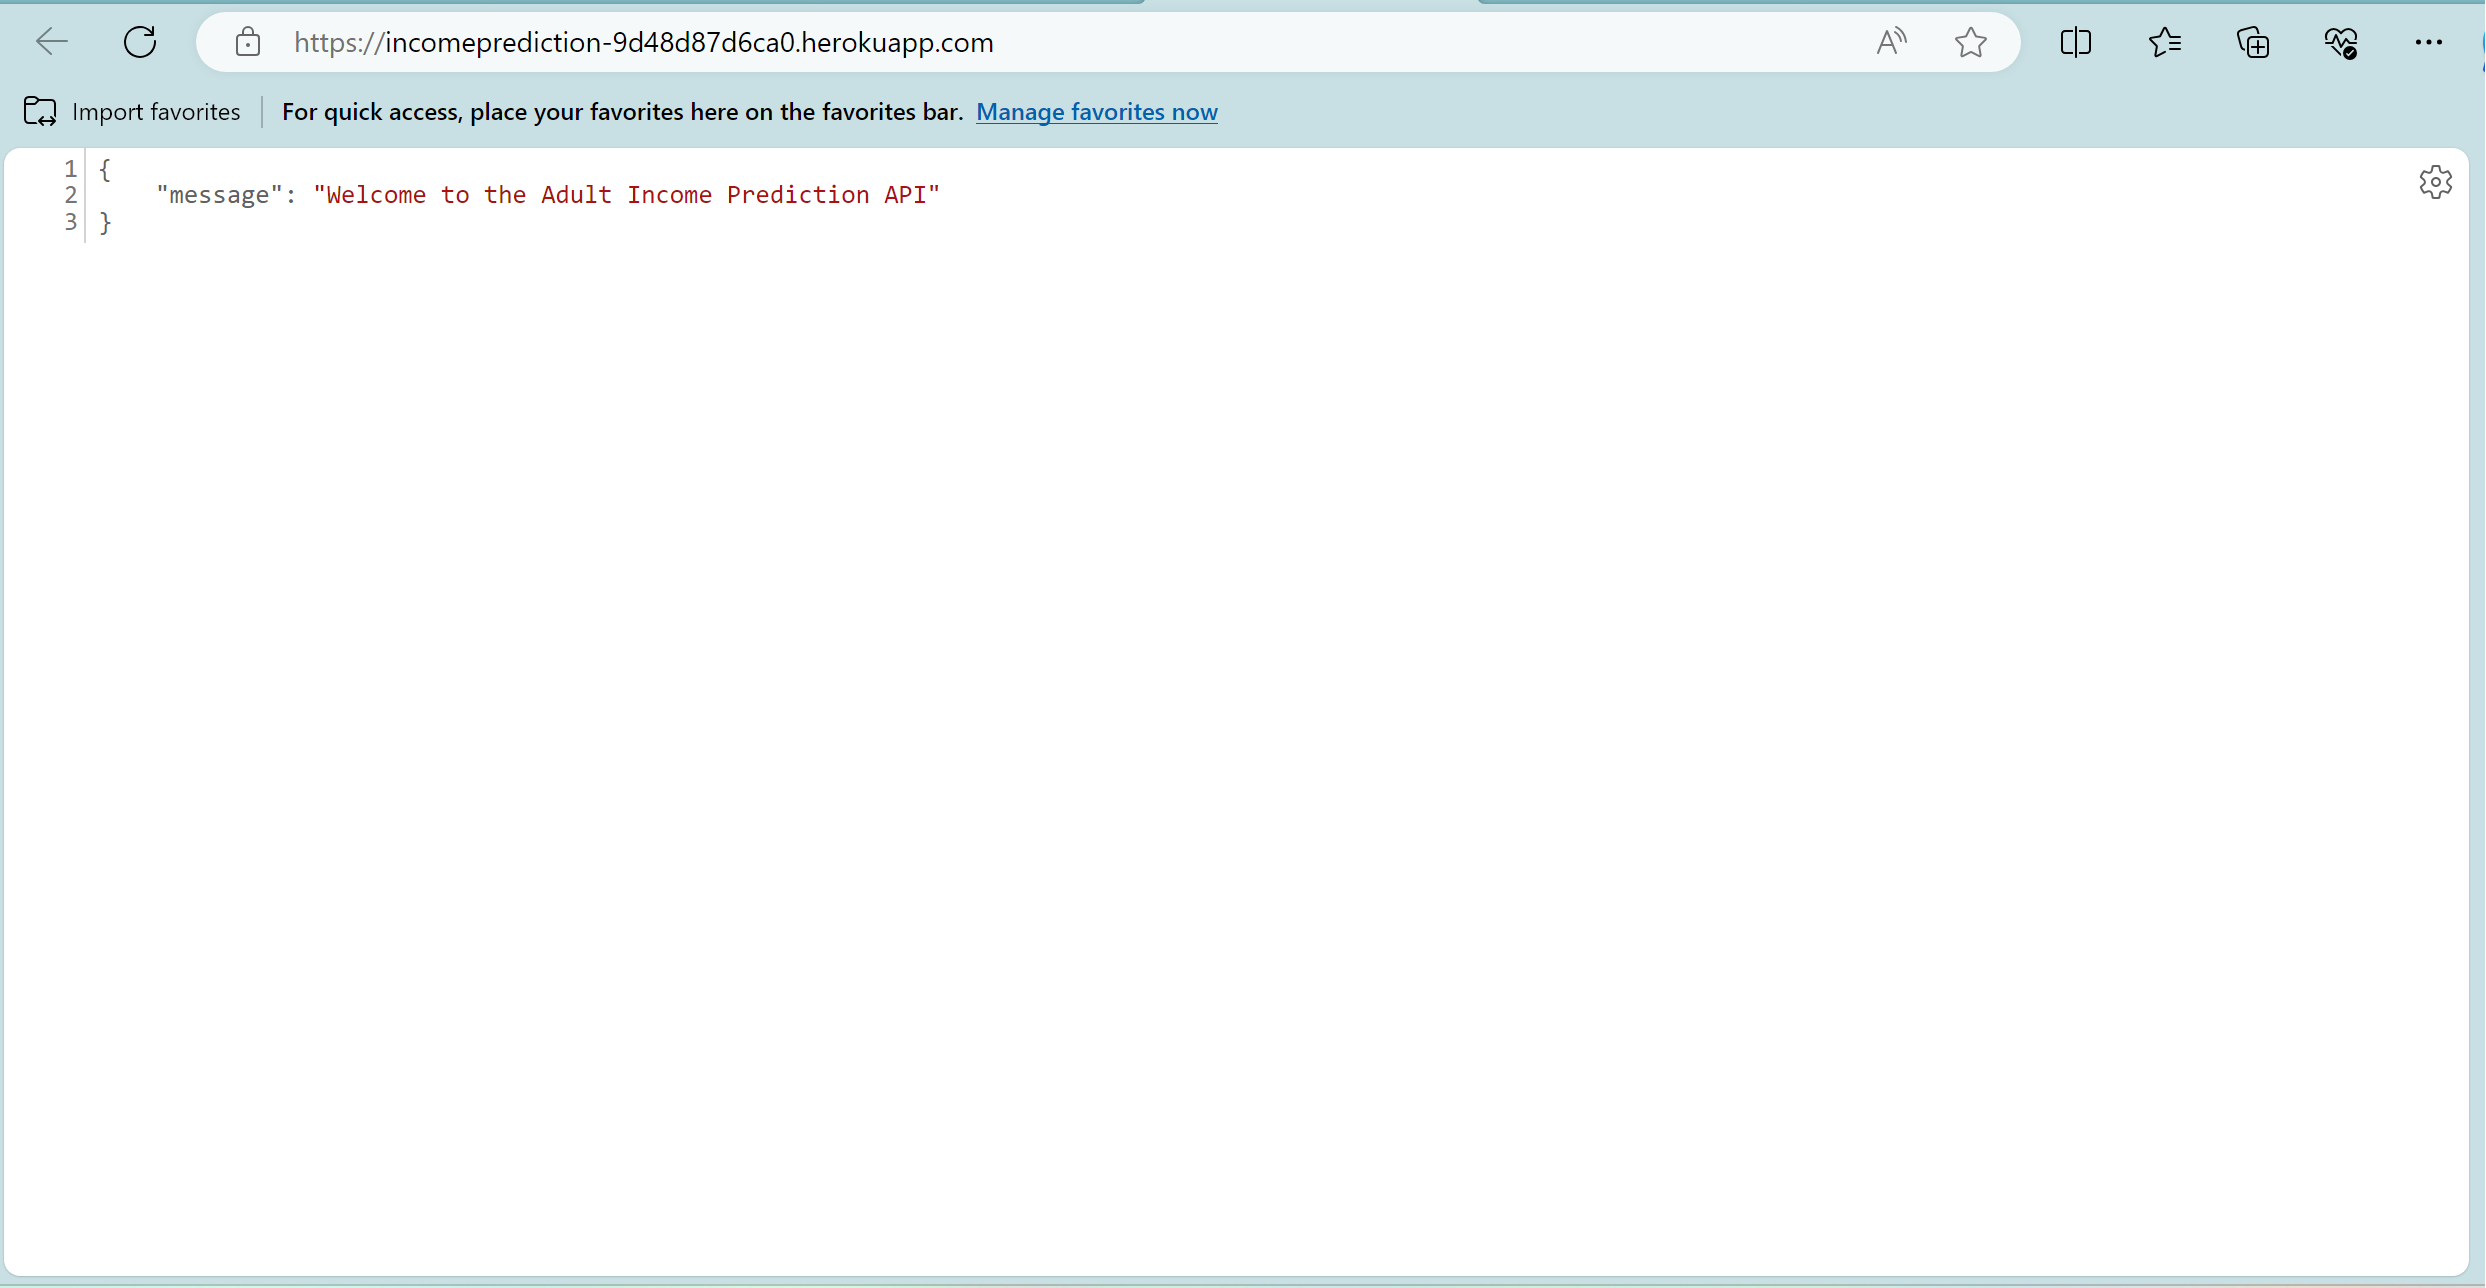 https://incomeprediction-9d48d87d6ca0.herokuapp.com
Import favorites For quick access, place your favorites here on the favorites bar. Manage favorites now
1 {
2 "message": "Welcome to the Adult Income Prediction API"
3 }